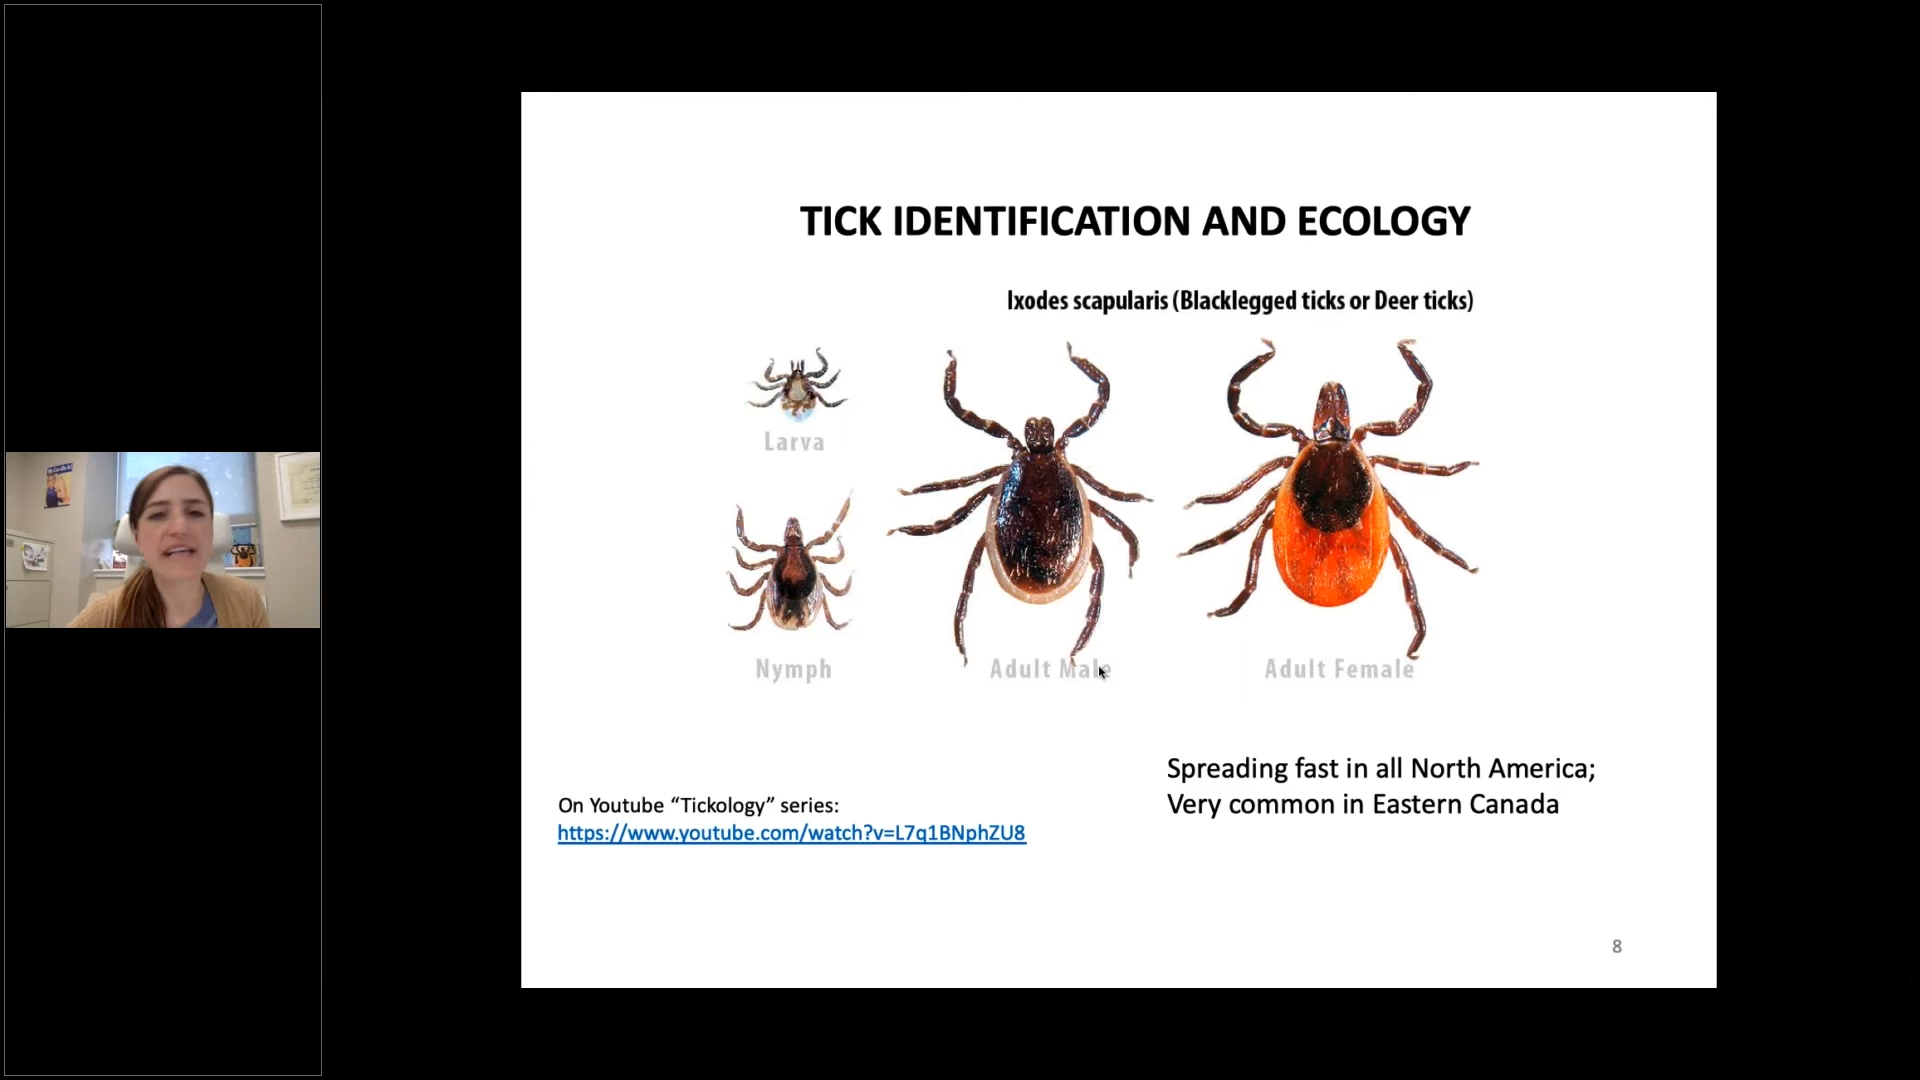 TICK IDENTIFICATION AND ECOLOGY
Ixodes scapularis (Blacklegged ticks or Deer ticks)
Larva
Nymph
Adult Male
Adult Female
Spreading fast in all North America;
Very common in Eastern Canada
On Youtube “Tickology” series:
https://www.youtube.com/watch?v=L7q1BNphZU8
8